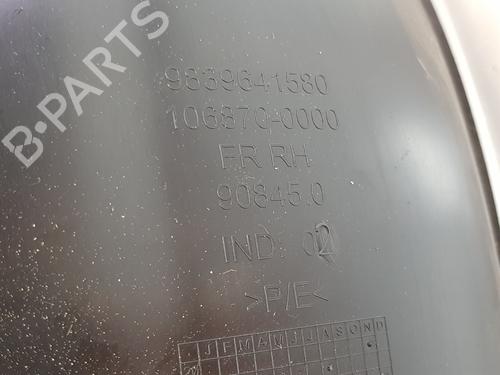 B-PARTS
9839641580
106870-0000
FR RH
90845.0
IND: 02
>P/E<
J F M A M J J A S O N D